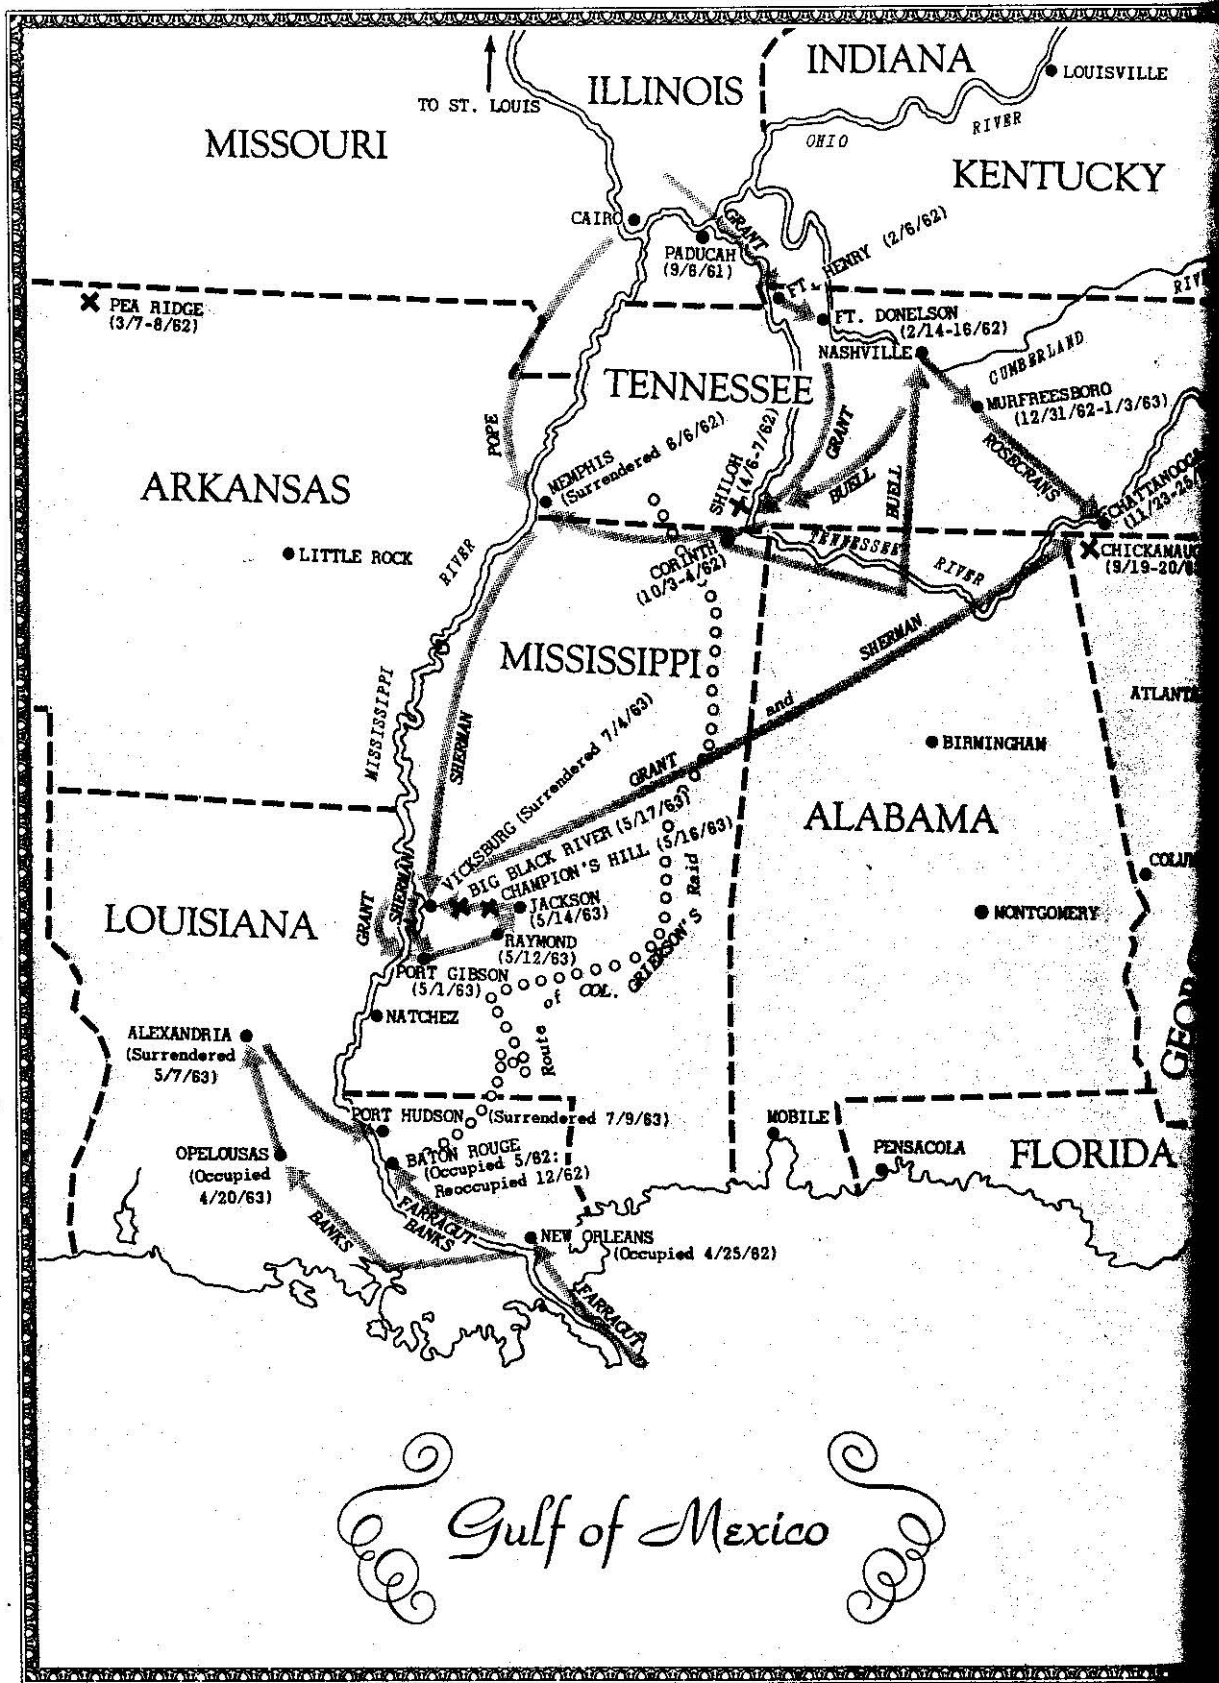 INDIANA
LOUISVILLE
ILLINOIS
TO ST. LOUIS
MISSOURI
OHIO
RIVER
KENTUCKY
CAIRO
GRANT
PADUCAH
(9/6/61)
FT. HENRY (2/6/62)
PEA RIDGE
(3/7-8/62)
FT. DONELSON
(2/14-16/62)
NASHVILLE
CUMBERLAND
TENNESSEE
MURFREESBORO
(12/31/62-1/3/63)
POPE
MEMPHIS
(Surrendered 6/6/62)
SHILOH
(4/6-7/62)
GRANT
BUELL
BUELL
ROSECRANS
CHATTANOOGA
ARKANSAS
LITTLE ROCK
RIVER
CORINTH
(10/3-4/62)
TENNESSEE
RIVER
MISSISSIPPI
MISSISSIPPI
SHERMAN
and
GRANT
SHERMAN
BIRMINGHAM
ALABAMA
VICKSBURG (Surrendered 7/4/63)
BIG BLACK RIVER (5/17/63)
CHAMPION'S HILL (5/16/63)
JACKSON
(5/14/63)
RAYMOND
(5/12/63)
GRANT
SHERMAN
LOUISIANA
MONTGOMERY
PORT GIBSON
(5/1/63)
Route of COL. GRIERSON'S Raid
NATCHEZ
ALEXANDRIA
(Surrendered
5/7/63)
PORT HUDSON (Surrendered 7/9/63)
MOBILE
PENSACOLA
FLORIDA
OPELOUSAS
(Occupied
4/20/63)
BATON ROUGE
(Occupied 5/62:
Reoccupied 12/62)
BANKS
FARRAGUT
BANKS
NEW ORLEANS
(Occupied 4/25/62)
FARRAGUT
Gulf of Mexico